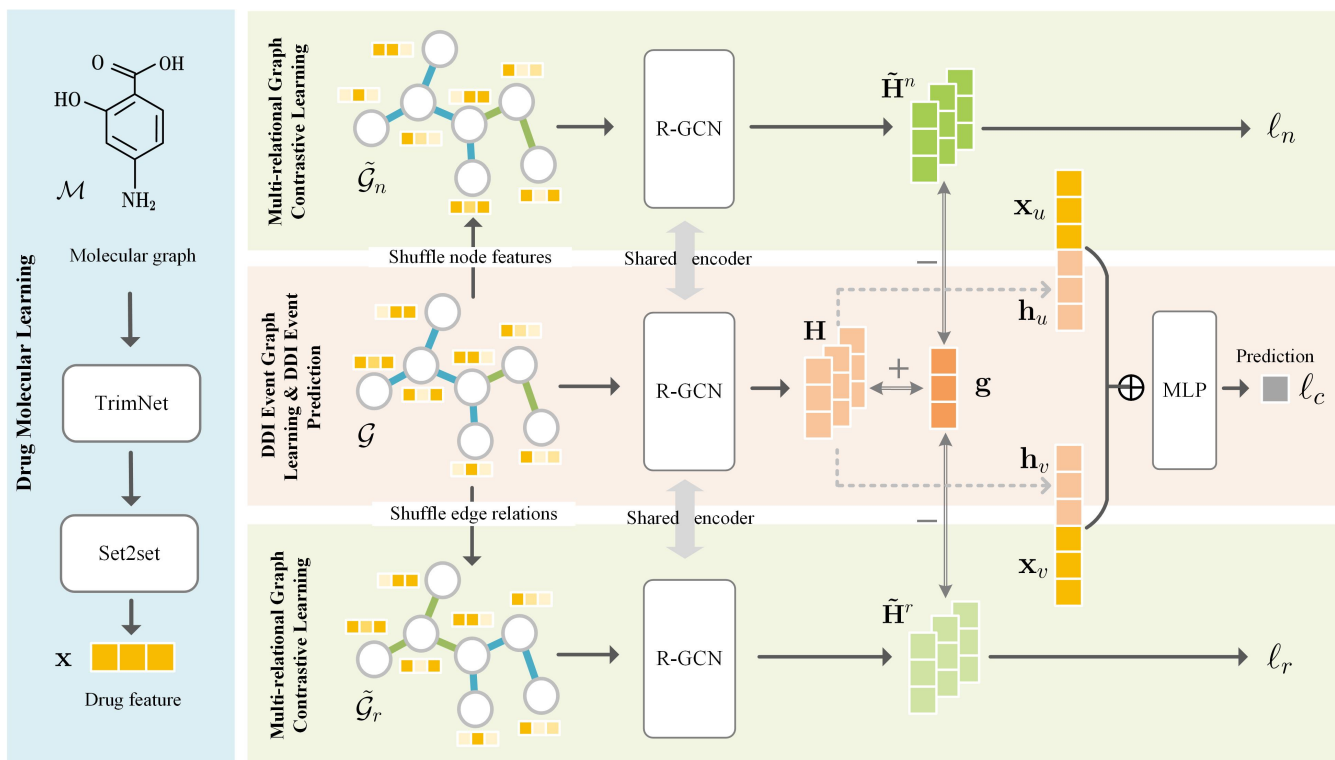 Drug Molecular Learning
O
OH
HO
NH₂
ℳ
Molecular graph
TrimNet
Set2set
x
Drug feature
Multi-relational Graph
Contrastive Learning
𝒢̃ₙ
R-GCN
H̃ⁿ
ℓₙ
Shuffle node features
Shared encoder
−
DDI Event Graph
Learning & DDI Event
Prediction
𝒢
R-GCN
H
+
g
xᵤ
hᵤ
hᵥ
xᵥ
⊕
MLP
Prediction
ℓ_c
Shuffle edge relations
Shared encoder
−
Multi-relational Graph
Contrastive Learning
𝒢̃ᵣ
R-GCN
H̃ʳ
ℓᵣ